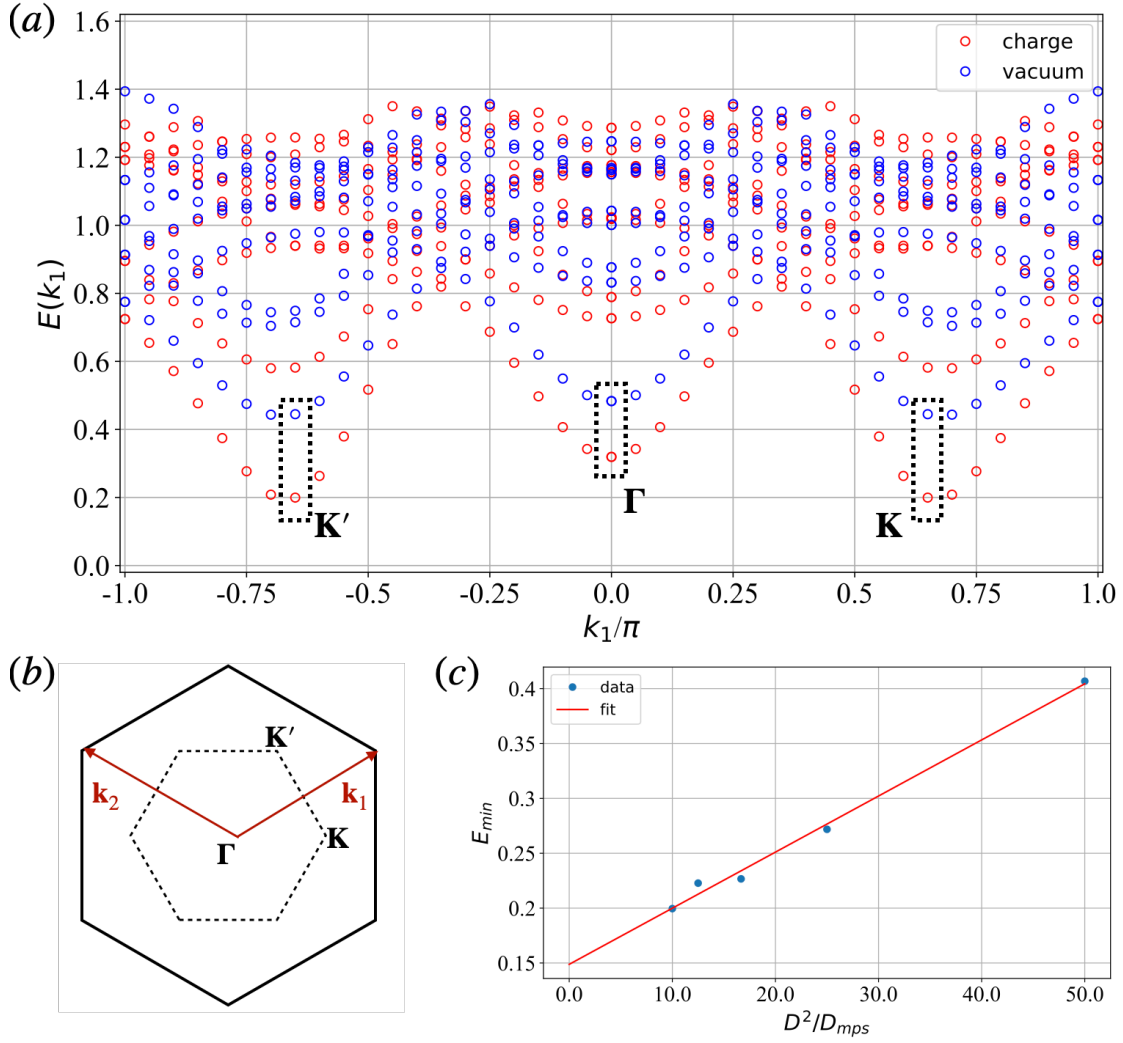 (a)
E(k₁)
1.6
1.4
1.2
1.0
0.8
0.6
0.4
0.2
0.0
charge
vacuum
K′
Γ
K
-1.0 -0.75 -0.5 -0.25 0.0 0.25 0.5 0.75 1.0
k₁/π
(b)
K′
k₂
k₁
Γ
K
(c)
E_min
0.4
0.35
0.3
0.25
0.2
0.15
data
fit
0.0 10.0 20.0 30.0 40.0 50.0
D²/D_mps